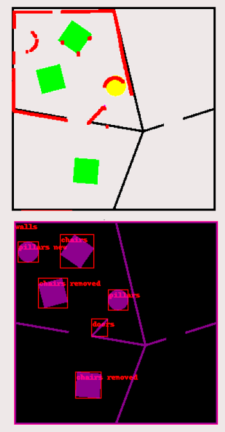 walls
chairs
pillars new
chairs removed
pillars
doors
chairs removed